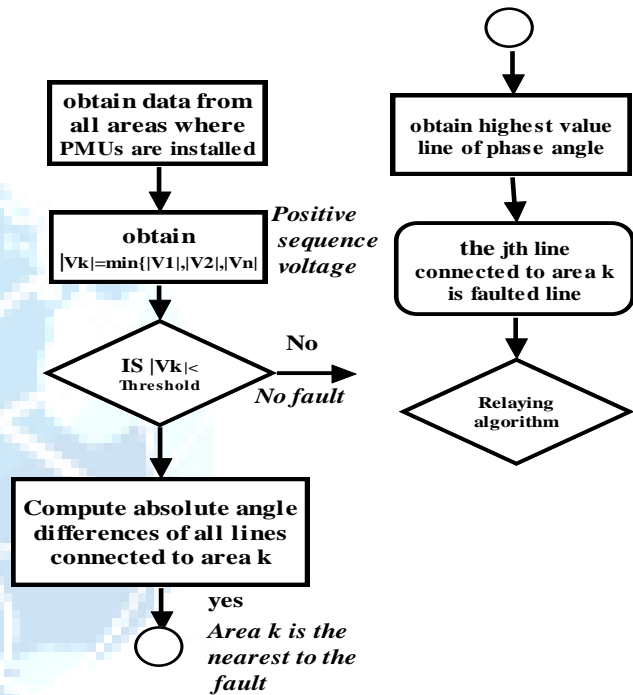 obtain data from
all areas where
PMUs are installed
obtain
|Vk|=min{|V1|,|V2|,|Vn|
Positive
sequence
voltage
IS |Vk|<
Threshold
No
No fault
Compute absolute angle
differences of all lines
connected to area k
yes
Area k is the
nearest to the
fault
obtain highest value
line of phase angle
the jth line
connected to area k
is faulted line
Relaying
algorithm